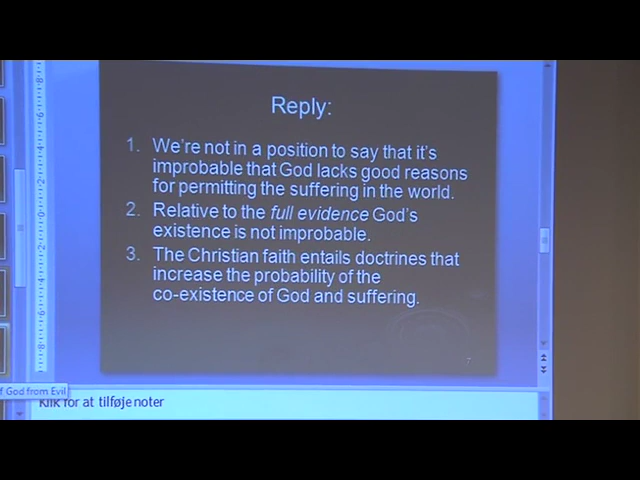 Reply:
1. We're not in a position to say that it's
improbable that God lacks good reasons
for permitting the suffering in the world.
2. Relative to the full evidence God's
existence is not improbable.
3. The Christian faith entails doctrines that
increase the probability of the
co-existence of God and suffering.
7
f God from Evil
Klik for at tilføje noter